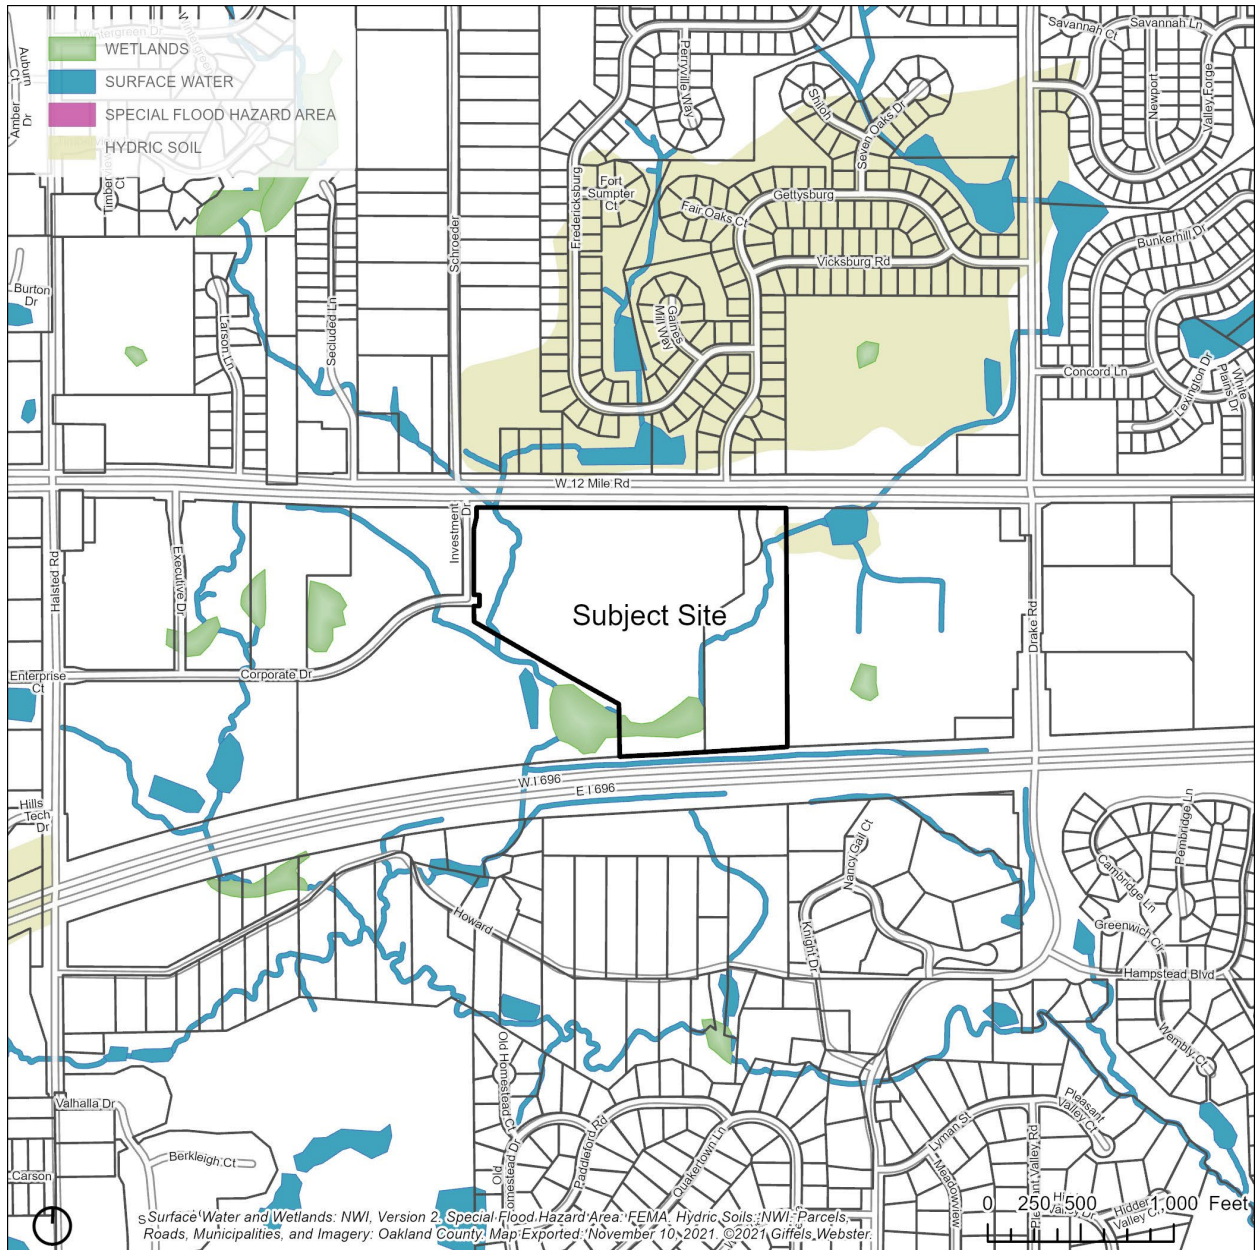 Wintergreen Dr
WETLANDS
SURFACE WATER
SPECIAL FLOOD HAZARD AREA
HYDRIC SOIL
Auburn
Ct
Amber
Dr
Timber
Ct
Burton
Dr
Larson Ln
Secluded Ln
Schroeder
Fredericksburg
Perryville Way
Fort
Sumpter
Ct
Shiloh
Seven Oaks Dr
Fair Oaks Ct
Gettysburg
Vicksburg Rd
Gaines
Mill Way
Savannah Ct
Savannah Ln
Newport
Valley Forge
Bunkerhill Dr
Concord Ln
Lexington Dr
White
Plains Dr
W 12 Mile Rd
Halsted Rd
Executive Dr
Investment
Dr
Subject Site
Drake Rd
Enterprise
Ct
Corporate Dr
W I 696
E I 696
Hills
Tech
Dr
Howard
Nancy Gail Ct
Knight Dr
Pembridge Ln
Cambridge Ln
Greenwich Cir
Hampstead Blvd
Wembly Ct
Old Homestead Ct
Old
Homestead Dr
Paddleford Rd
Quakertown Ln
Lyman St
Meadowview
Pleasant Valley Rd
Pleasant
Valley Ct
Valhalla Dr
Berkleigh Ct
Carson
0 250 500 1,000 Feet
Hidden
Valley Ct
Valley Dr
Surface Water and Wetlands: NWI, Version 2. Special Flood Hazard Area: FEMA. Hydric Soils: NWI. Parcels,
Roads, Municipalities, and Imagery: Oakland County. Map Exported: November 10, 2021. ©2021 Giffels Webster.